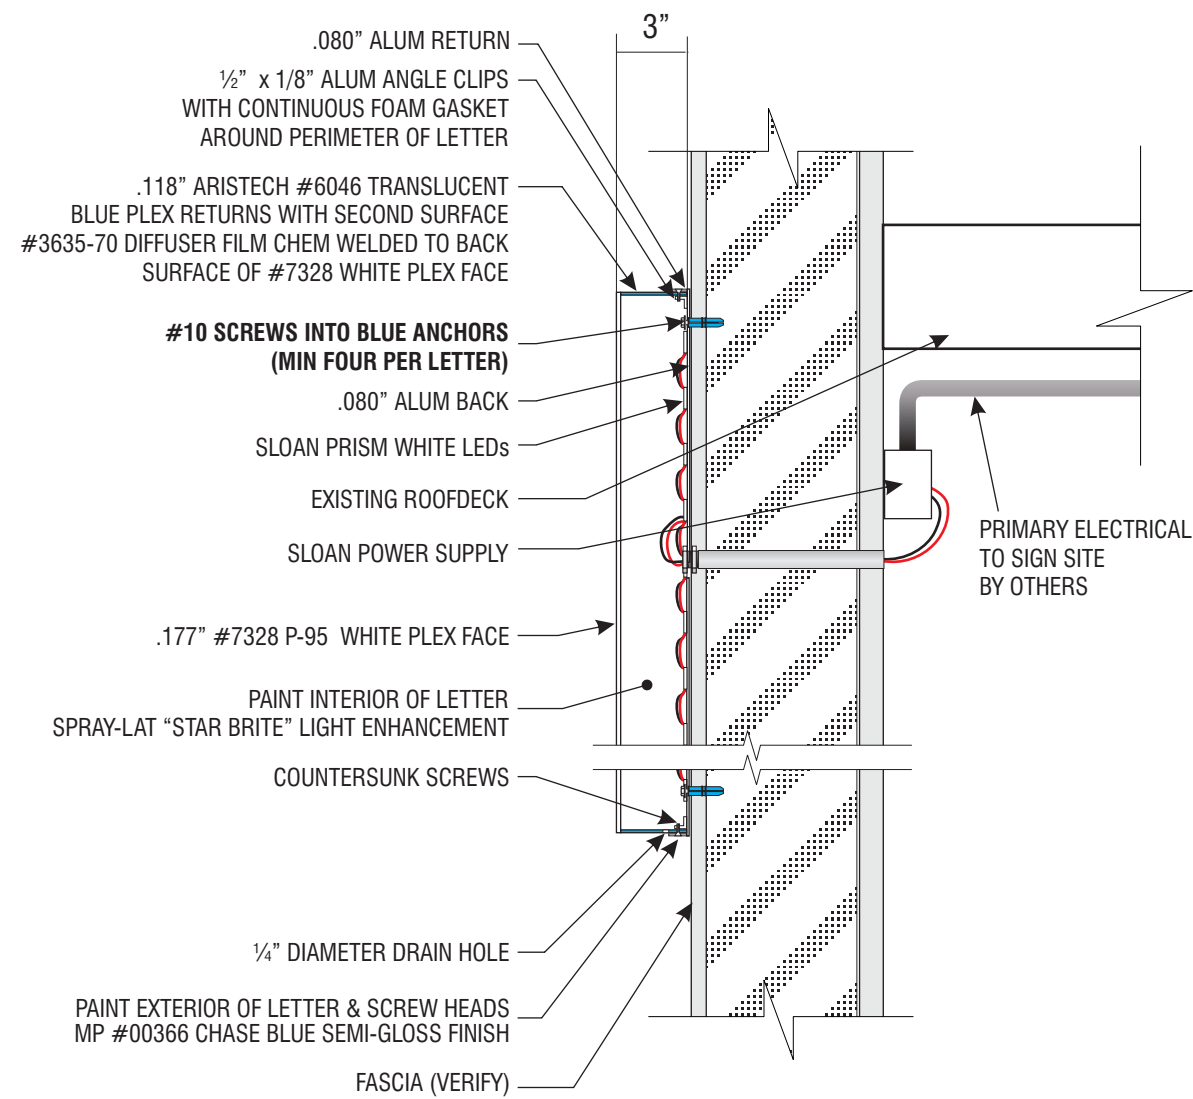 3”
.080” ALUM RETURN
½” x 1/8” ALUM ANGLE CLIPS
WITH CONTINUOUS FOAM GASKET
AROUND PERIMETER OF LETTER
.118” ARISTECH #6046 TRANSLUCENT
BLUE PLEX RETURNS WITH SECOND SURFACE
#3635-70 DIFFUSER FILM CHEM WELDED TO BACK
SURFACE OF #7328 WHITE PLEX FACE
#10 SCREWS INTO BLUE ANCHORS
(MIN FOUR PER LETTER)
.080” ALUM BACK
SLOAN PRISM WHITE LEDs
EXISTING ROOFDECK
SLOAN POWER SUPPLY
PRIMARY ELECTRICAL
TO SIGN SITE
BY OTHERS
.177” #7328 P-95 WHITE PLEX FACE
PAINT INTERIOR OF LETTER
SPRAY-LAT “STAR BRITE” LIGHT ENHANCEMENT
COUNTERSUNK SCREWS
¼” DIAMETER DRAIN HOLE
PAINT EXTERIOR OF LETTER & SCREW HEADS
MP #00366 CHASE BLUE SEMI-GLOSS FINISH
FASCIA (VERIFY)